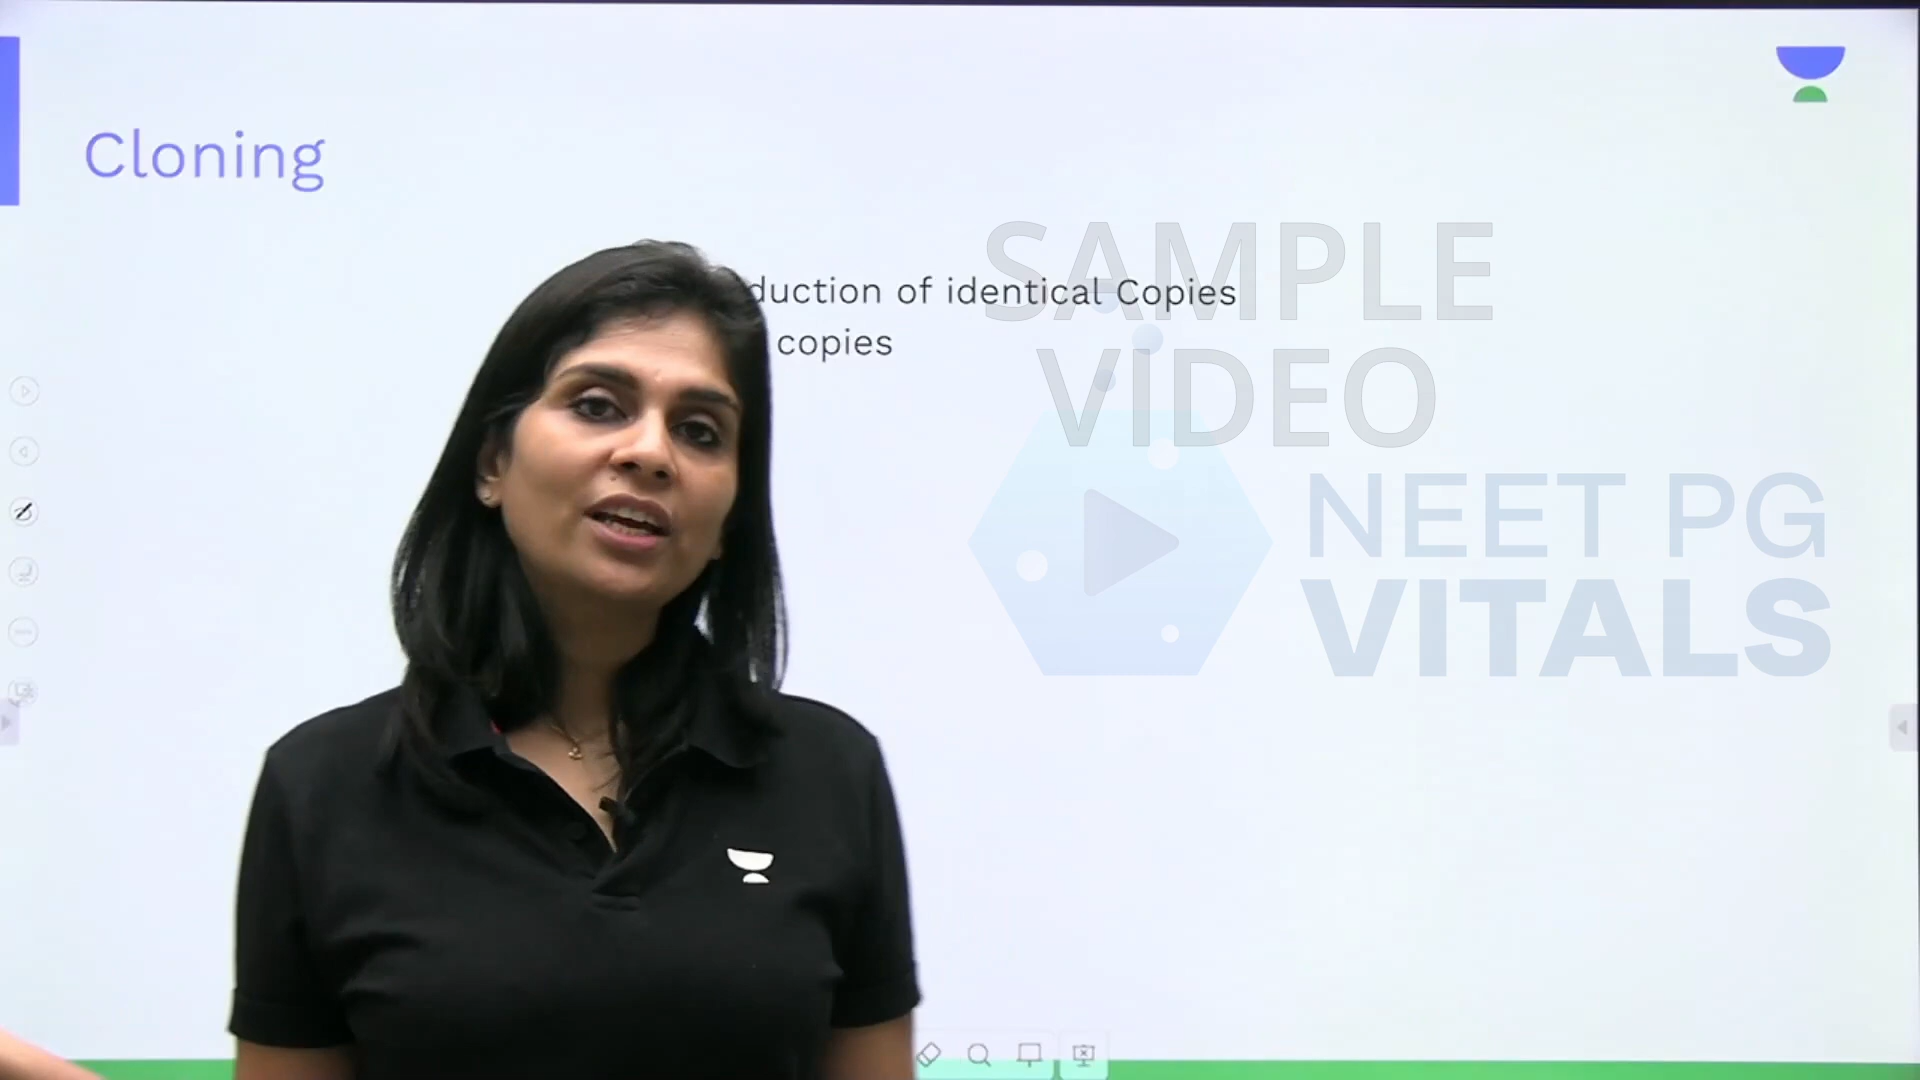 Cloning
duction of identical Copies
copies
SAMPLE
VIDEO
NEET PG
VITALS